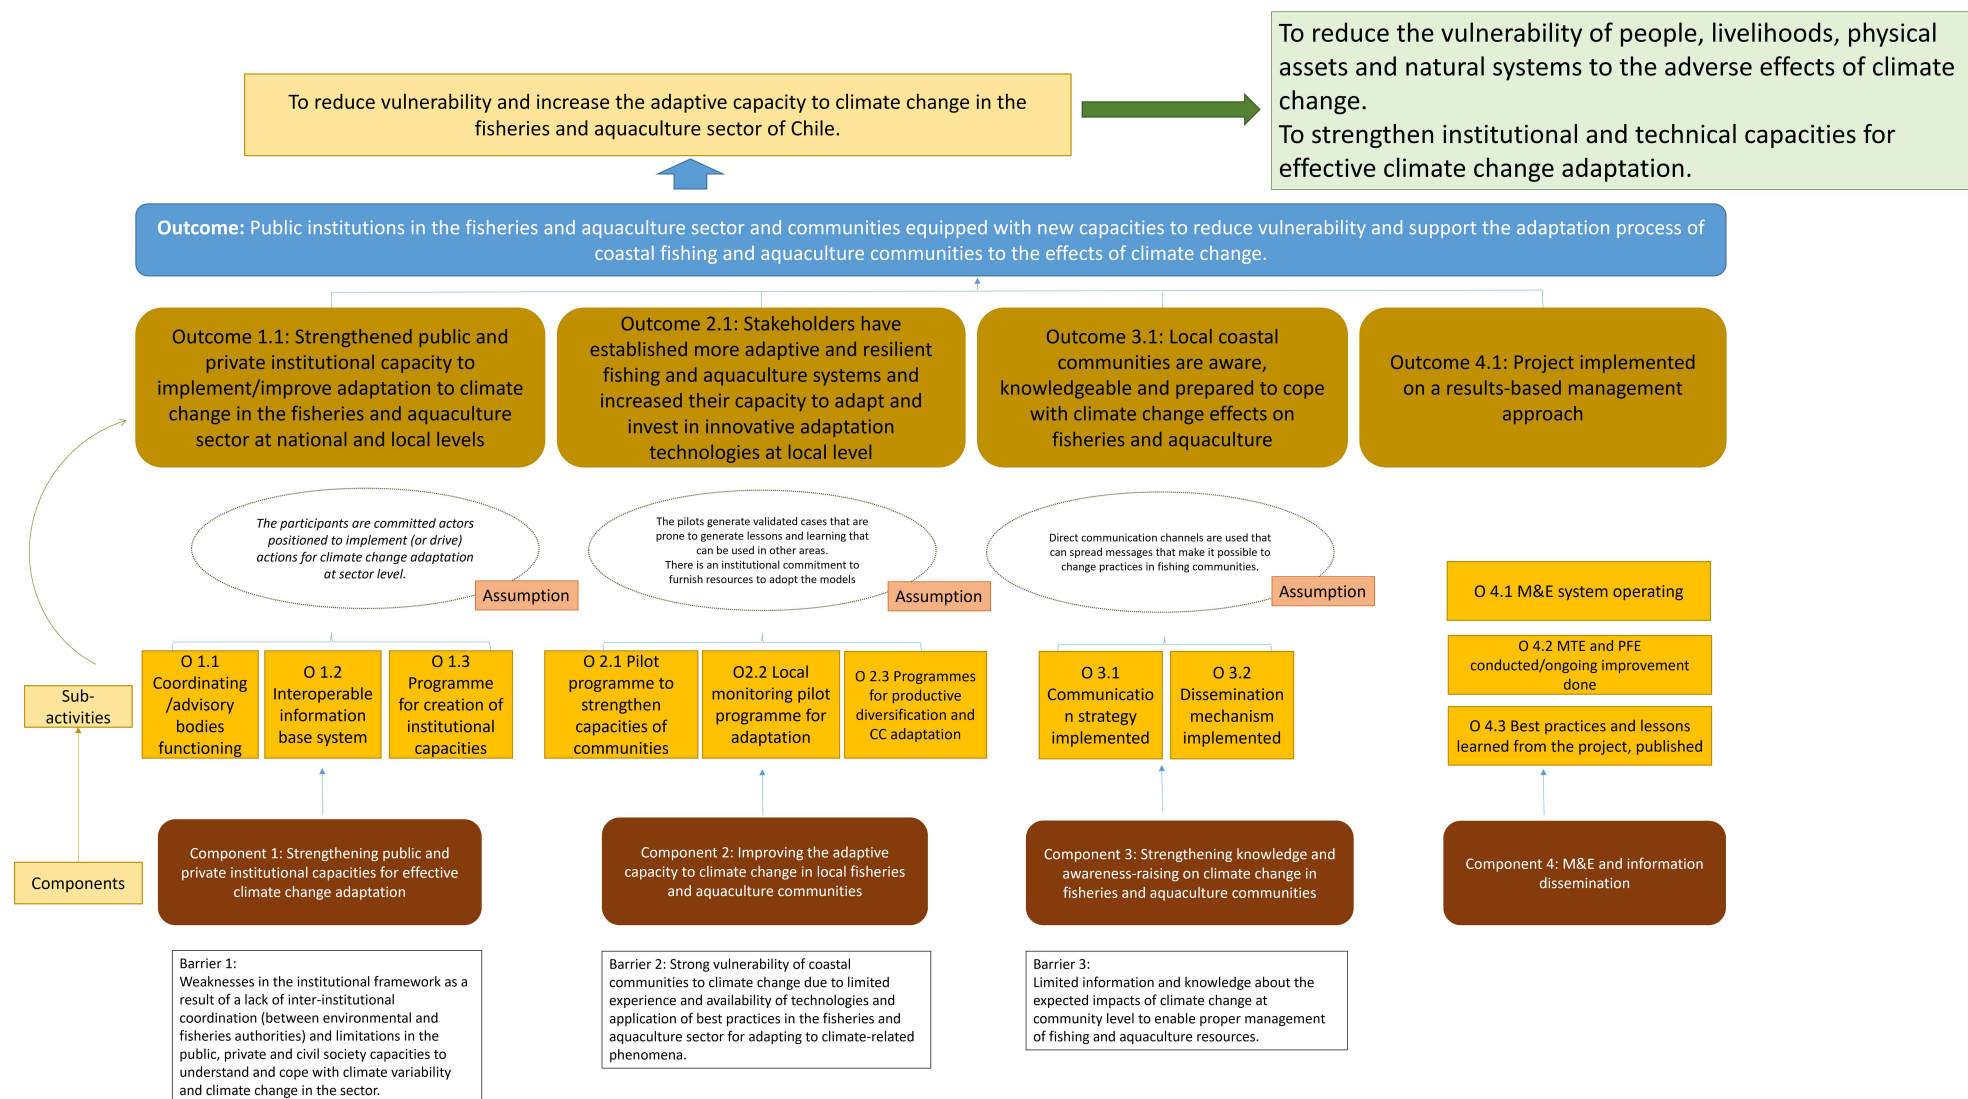 To reduce the vulnerability of people, livelihoods, physical
assets and natural systems to the adverse effects of climate
change.
To strengthen institutional and technical capacities for
effective climate change adaptation.
To reduce vulnerability and increase the adaptive capacity to climate change in the
fisheries and aquaculture sector of Chile.
Outcome: Public institutions in the fisheries and aquaculture sector and communities equipped with new capacities to reduce vulnerability and support the adaptation process of
coastal fishing and aquaculture communities to the effects of climate change.
Outcome 1.1: Strengthened public and
private institutional capacity to
implement/improve adaptation to climate
change in the fisheries and aquaculture
sector at national and local levels
Outcome 2.1: Stakeholders have
established more adaptive and resilient
fishing and aquaculture systems and
increased their capacity to adapt and
invest in innovative adaptation
technologies at local level
Outcome 3.1: Local coastal
communities are aware,
knowledgeable and prepared to cope
with climate change effects on
fisheries and aquaculture
Outcome 4.1: Project implemented
on a results-based management
approach
The participants are committed actors
positioned to implement (or drive)
actions for climate change adaptation
at sector level.
Assumption
The pilots generate validated cases that are
prone to generate lessons and learning that
can be used in other areas.
There is an institutional commitment to
furnish resources to adopt the models
Assumption
Direct communication channels are used that
can spread messages that make it possible to
change practices in fishing communities.
Assumption
Sub-
activities
O 1.1
Coordinating
/advisory
bodies
functioning
O 1.2
Interoperable
information
base system
O 1.3
Programme
for creation of
institutional
capacities
O 2.1 Pilot
programme to
strengthen
capacities of
communities
O2.2 Local
monitoring pilot
programme for
adaptation
O 2.3 Programmes
for productive
diversification and
CC adaptation
O 3.1
Communicatio
n strategy
implemented
O 3.2
Dissemination
mechanism
implemented
O 4.1 M&E system operating
O 4.2 MTE and PFE
conducted/ongoing improvement
done
O 4.3 Best practices and lessons
learned from the project, published
Components
Component 1: Strengthening public and
private institutional capacities for effective
climate change adaptation
Component 2: Improving the adaptive
capacity to climate change in local fisheries
and aquaculture communities
Component 3: Strengthening knowledge and
awareness-raising on climate change in
fisheries and aquaculture communities
Component 4: M&E and information
dissemination
Barrier 1:
Weaknesses in the institutional framework as a
result of a lack of inter-institutional
coordination (between environmental and
fisheries authorities) and limitations in the
public, private and civil society capacities to
understand and cope with climate variability
and climate change in the sector.
Barrier 2: Strong vulnerability of coastal
communities to climate change due to limited
experience and availability of technologies and
application of best practices in the fisheries and
aquaculture sector for adapting to climate-related
phenomena.
Barrier 3:
Limited information and knowledge about the
expected impacts of climate change at
community level to enable proper management
of fishing and aquaculture resources.